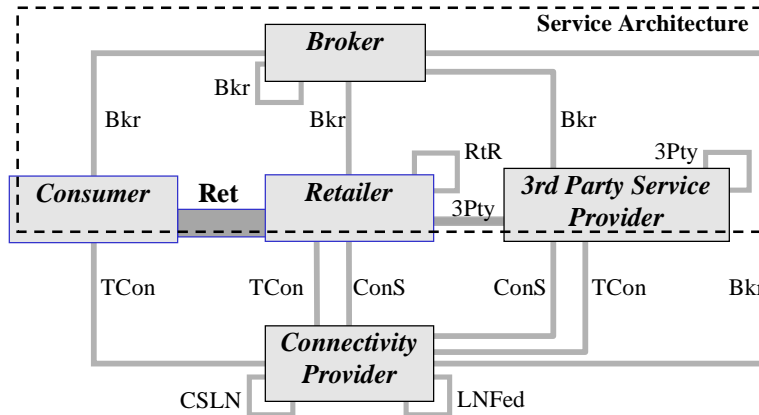 Service Architecture
Broker
Bkr
Bkr
Bkr
Bkr
RtR
3Pty
Consumer
Ret
Retailer
3Pty
3rd Party Service
Provider
TCon
TCon
ConS
ConS
TCon
Bkr
Connectivity
Provider
CSLN
LNFed